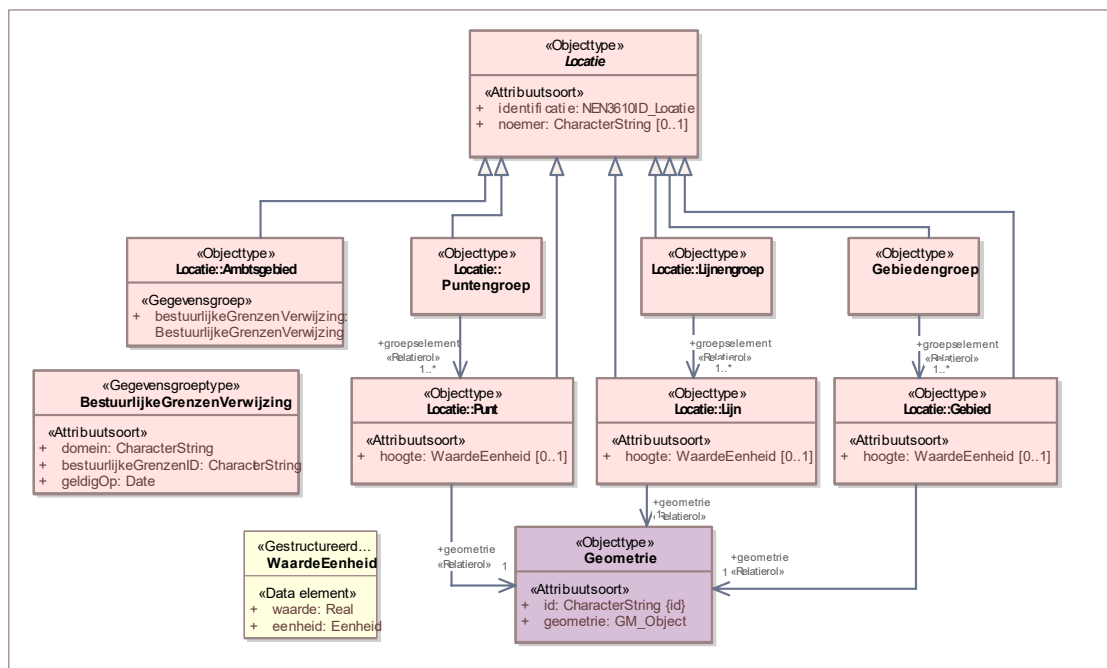 «Objecttype»
Locatie
«Attribuutsoort»
+ identificatie: NEN3610ID_Locatie
+ noemer: CharacterString [0..1]
«Objecttype»
Locatie::Ambtsgebied
«Gegevensgroep»
+ bestuurlijkeGrenzenVerwijzing:
BestuurlijkeGrenzenVerwijzing
«Objecttype»
Locatie::
Puntengroep
«Objecttype»
Locatie::Lijnengroep
«Objecttype»
Gebiedengroep
+groepselement
«Relatierol»
1..*
+groepselement
«Relatierol»
1..*
+groepselement
«Relatierol»
1..*
«Gegevensgroeptype»
BestuurlijkeGrenzenVerwijzing
«Attribuutsoort»
+ domein: CharacterString
+ bestuurlijkeGrenzenID: CharacterString
+ geldigOp: Date
«Objecttype»
Locatie::Punt
«Attribuutsoort»
+ hoogte: WaardeEenheid [0..1]
«Objecttype»
Locatie::Lijn
«Attribuutsoort»
+ hoogte: WaardeEenheid [0..1]
«Objecttype»
Locatie::Gebied
«Attribuutsoort»
+ hoogte: WaardeEenheid [0..1]
+geometrie
«Relatierol»
1
+geometrie
1
Relatierol»
+geometrie
«Relatierol»
1
«Gestructureerd...
WaardeEenheid
«Data element»
+ waarde: Real
+ eenheid: Eenheid
«Objecttype»
Geometrie
«Attribuutsoort»
+ id: CharacterString {id}
+ geometrie: GM_Object